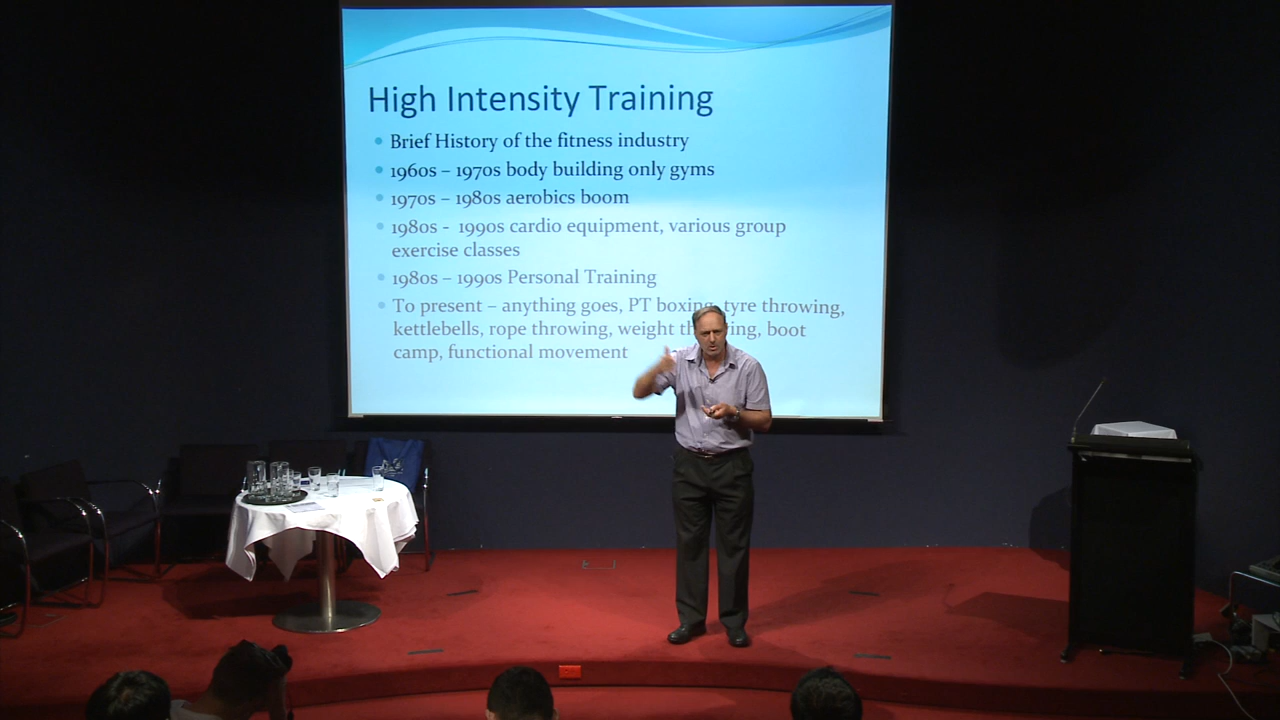 High Intensity Training
Brief History of the fitness industry
1960s – 1970s body building only gyms
1970s – 1980s aerobics boom
1980s - 1990s cardio equipment, various group
exercise classes
1980s – 1990s Personal Training
To present – anything goes, PT boxing, tyre throwing,
kettlebells, rope throwing, weight throwing, boot
camp, functional movement